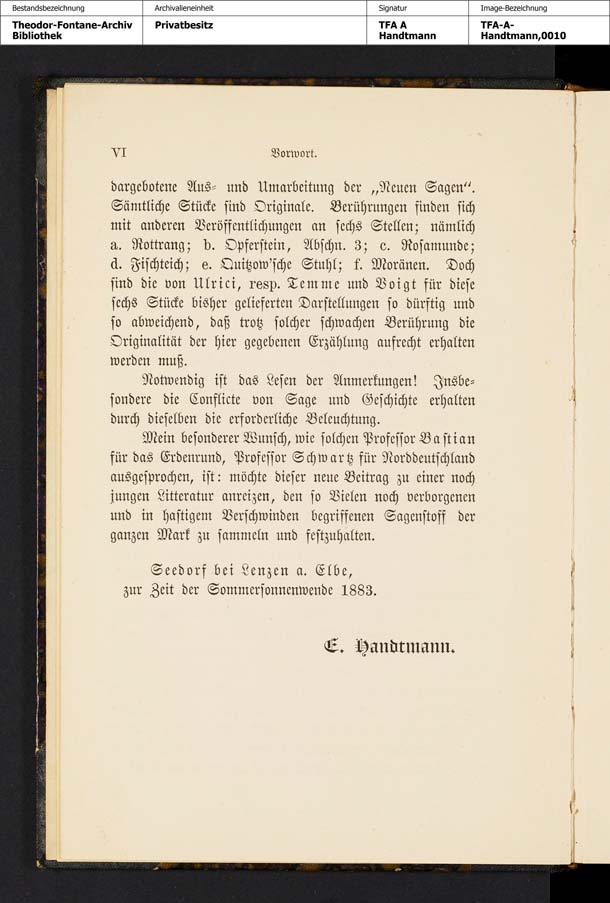 Bestandsbezeichnung Archivalieneinheit Signatur Image-Bezeichnung
Theodor-Fontane-Archiv Privatbesitz TFA A TFA-A-
Bibliothek Handtmann Handtmann,0010
VI Vorwort.
dargebotene Aus- und Umarbeitung der „Neuen Sagen“.
Sämtliche Stücke sind Originale. Berührungen finden sich
mit anderen Veröffentlichungen an sechs Stellen; nämlich
a. Nottrang; b. Opferstein, Abschn. 3; c. Rosamunde;
d. Fischteich; e. Quitzow'sche Stuhl; f. Moränen. Doch
sind die von Ulrici, resp. Temme und Voigt für diese
sechs Stücke bisher gelieferten Darstellungen so dürftig und
so abweichend, daß trotz solcher schwachen Berührung die
Originalität der hier gegebenen Erzählung aufrecht erhalten
werden muß.
Notwendig ist das Lesen der Anmerkungen! Insbe-
sondere die Conflicte von Sage und Geschichte erhalten
durch dieselben die erforderliche Beleuchtung.
Mein besonderer Wunsch, wie solchen Professor Bastian
für das Erdenrund, Professor Schwartz für Norddeutschland
ausgesprochen, ist: möchte dieser neue Beitrag zu einer noch
jungen Litteratur anreizen, den so Vielen noch verborgenen
und in hastigem Verschwinden begriffenen Sagenstoff der
ganzen Mark zu sammeln und festzuhalten.
Seedorf bei Lenzen a. Elbe,
zur Zeit der Sommersonnenwende 1883.
E. Handtmann.